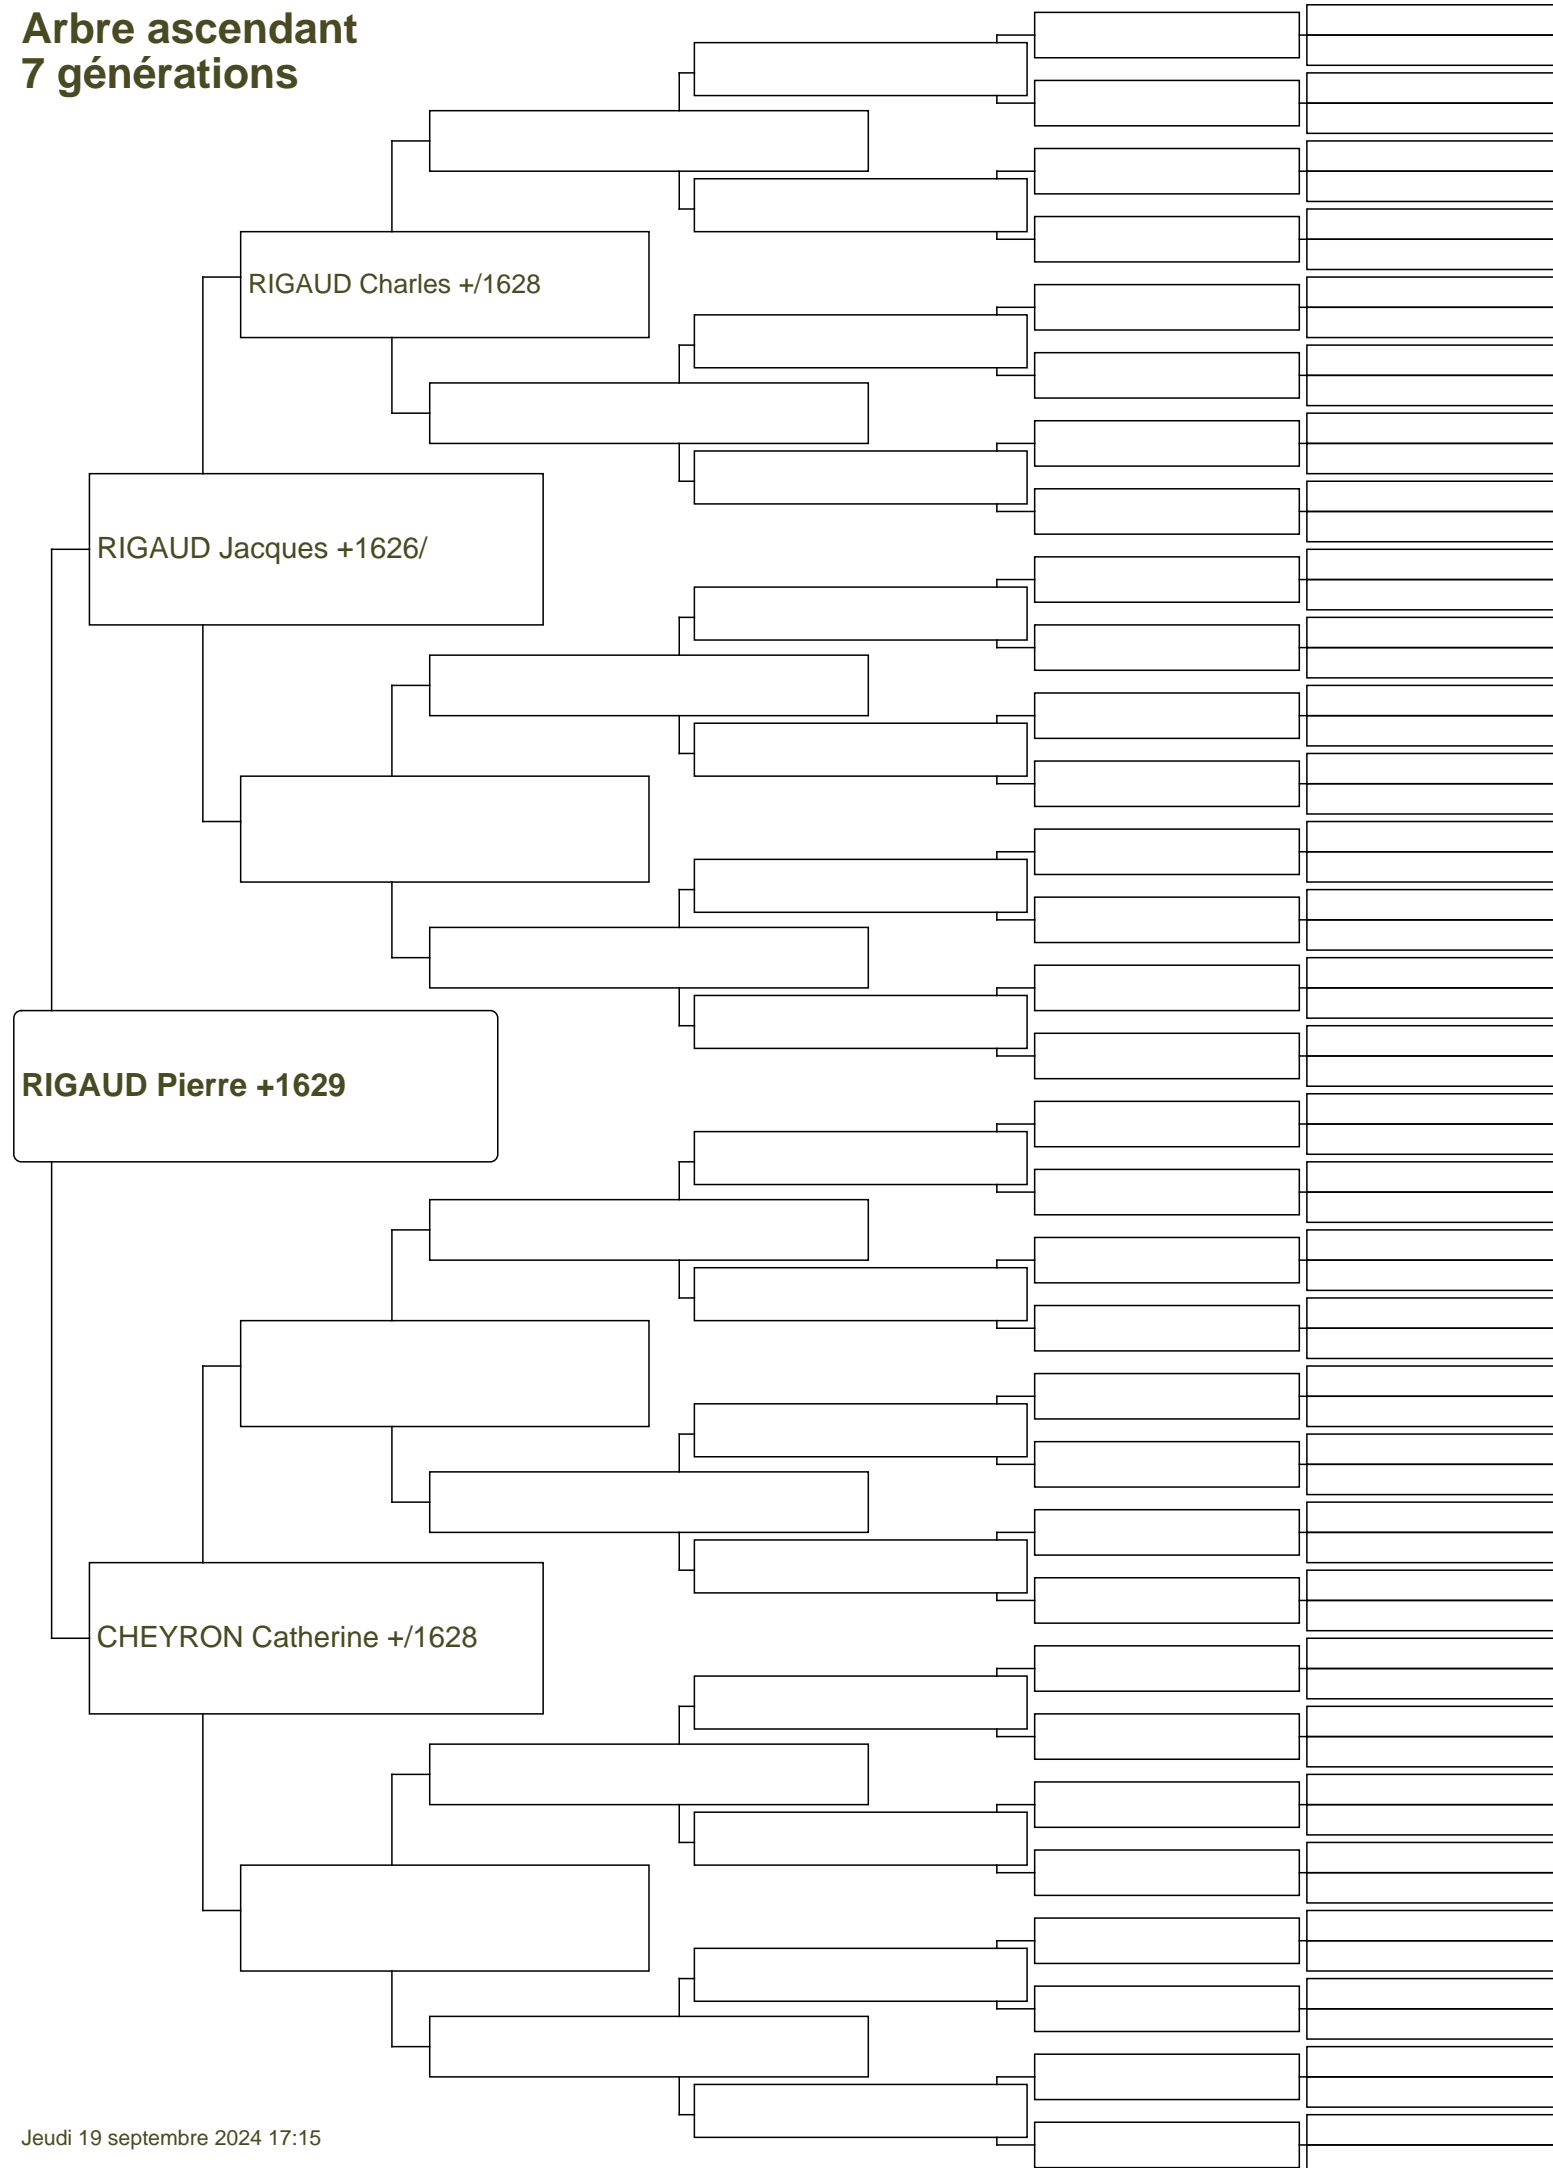 Arbre ascendant
7 générations
RIGAUD Charles +/1628
RIGAUD Jacques +1626/
RIGAUD Pierre +1629
CHEYRON Catherine +/1628
Jeudi 19 septembre 2024 17:15